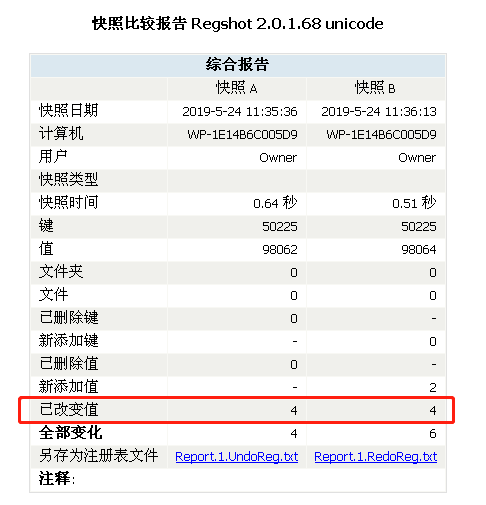 快照比较报告 Regshot 2.0.1.68 unicode
综合报告
快照 A 快照 B
快照日期 2019-5-24 11:35:36 2019-5-24 11:36:13
计算机 WP-1E14B6C005D9 WP-1E14B6C005D9
用户 Owner Owner
快照类型
快照时间 0.64 秒 0.51 秒
键 50225 50225
值 98062 98064
文件夹 0 0
文件 0 0
已删除键 0 -
新添加键 - 0
已删除值 0 -
新添加值 - 2
已改变值 4 4
全部变化 4 6
另存为注册表文件 Report.1.UndoReg.txt Report.1.RedoReg.txt
注释: